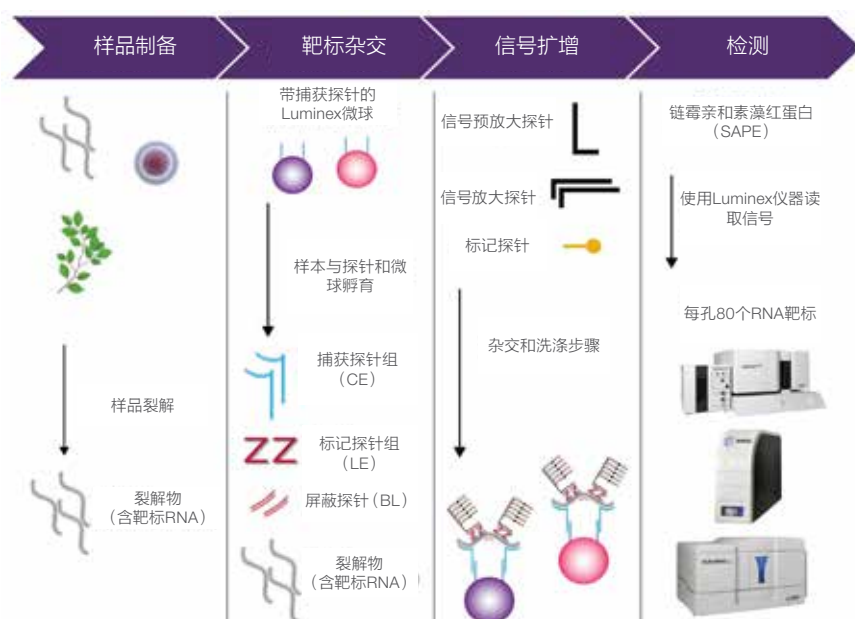 样品制备
靶标杂交
信号扩增
检测
样品裂解
裂解物
（含靶标RNA）
带捕获探针的
Luminex微球
样本与探针和微
球孵育
捕获探针组
（CE）
标记探针组
（LE）
屏蔽探针（BL）
裂解物
（含靶标RNA）
信号预放大探针
信号放大探针
标记探针
杂交和洗涤步骤
链霉亲和素藻红蛋白
（SAPE）
使用Luminex仪器读
取信号
每孔80个RNA靶标